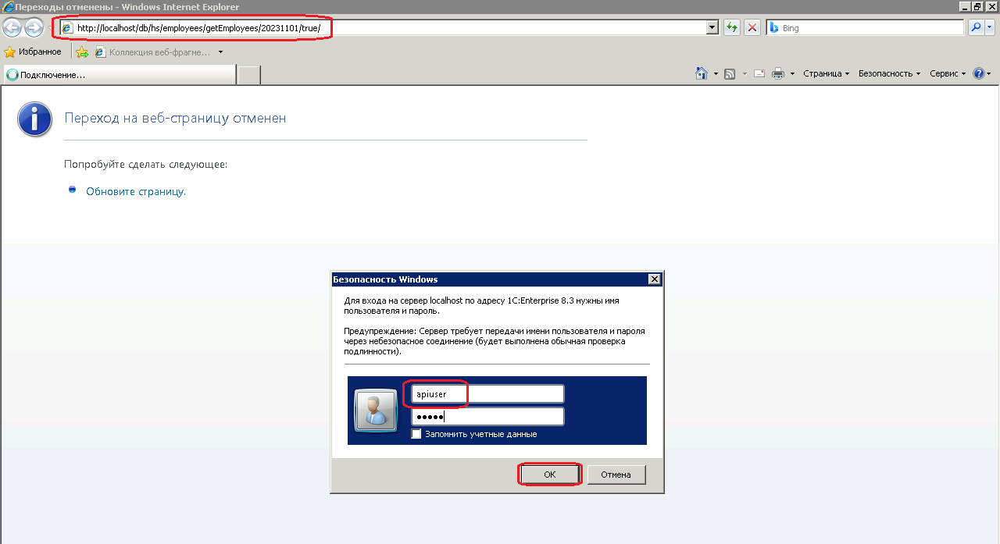 Переходы отменены - Windows Internet Explorer
http://localhost/db/hs/employees/getEmployees/20231101/true/
Bing
Избранное
Коллекция веб-фрагме...
Подключение...
Страница
Безопасность
Сервис
Переход на веб-страницу отменен
Попробуйте сделать следующее:
Обновите страницу.
Безопасность Windows
Для входа на сервер localhost по адресу 1C:Enterprise 8.3 нужны имя
пользователя и пароль.
Предупреждение: Сервер требует передачи имени пользователя и пароля
через небезопасное соединение (будет выполнена обычная проверка
подлинности).
apiuser
●●●●●
Запомнить учетные данные
OK
Отмена